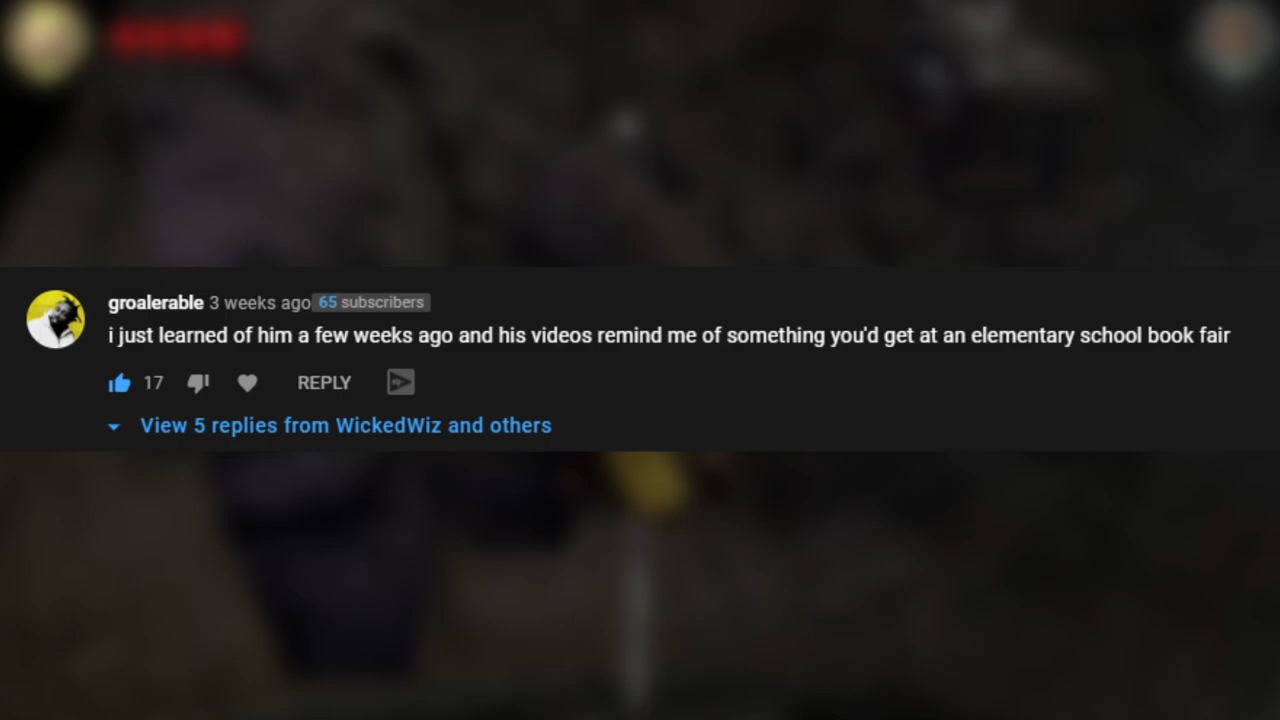 groalerable 3 weeks ago 65 subscribers
i just learned of him a few weeks ago and his videos remind me of something you'd get at an elementary school book fair
17 REPLY
View 5 replies from WickedWiz and others